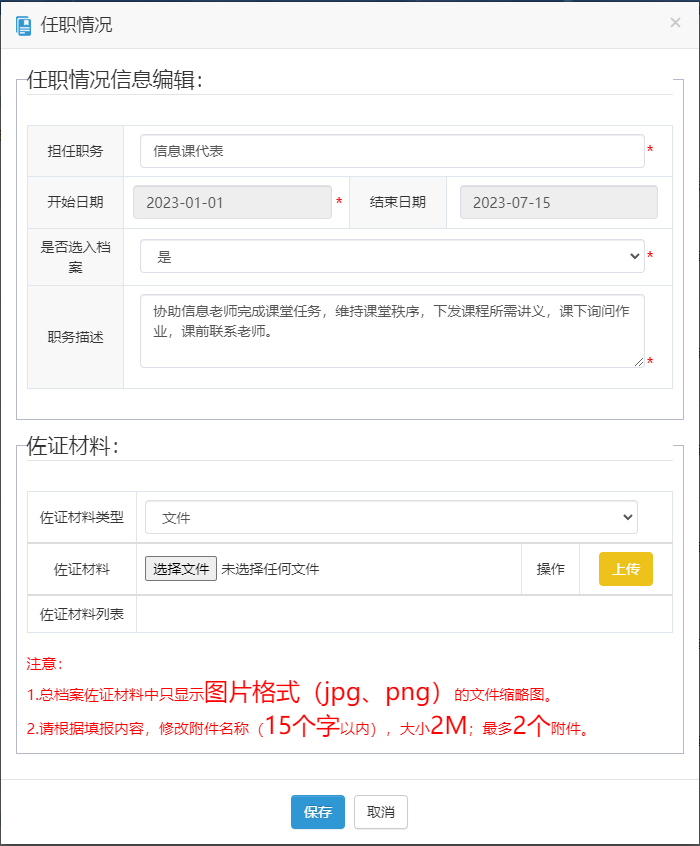 任职情况 ×
任职情况信息编辑：
担任职务 信息课代表 *
开始日期 2023-01-01 * 结束日期 2023-07-15
是否选入档
案
是 *
职务描述
协助信息老师完成课堂任务，维持课堂秩序，下发课程所需讲义，课下询问作
业，课前联系老师。
*
佐证材料：
佐证材料类型 文件
佐证材料 选择文件 未选择任何文件 操作 上传
佐证材料列表
注意：
1.总档案佐证材料中只显示图片格式（jpg、png）的文件缩略图。
2.请根据填报内容，修改附件名称（15个字以内），大小2M；最多2个附件。
保存 取消